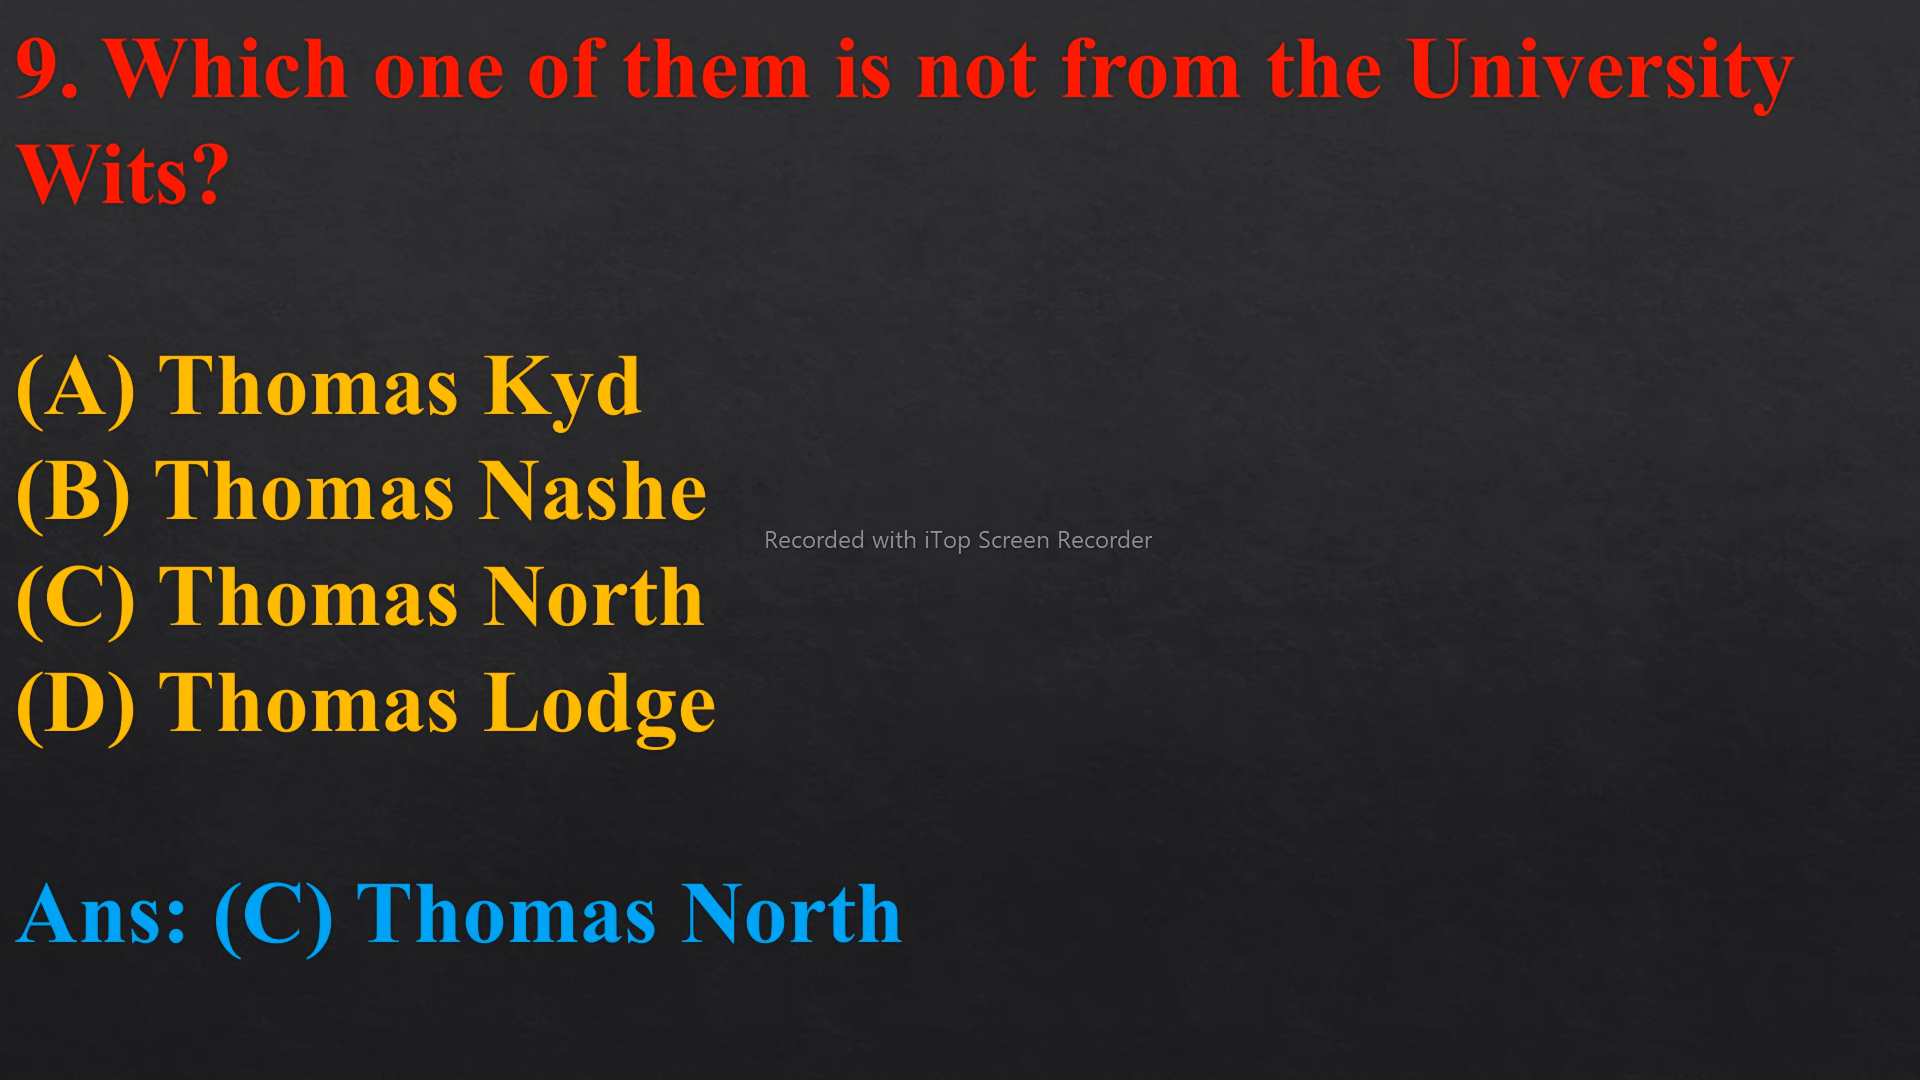 9. Which one of them is not from the University
Wits?
(A) Thomas Kyd
(B) Thomas Nashe
Recorded with iTop Screen Recorder
(C) Thomas North
(D) Thomas Lodge
Ans: (C) Thomas North